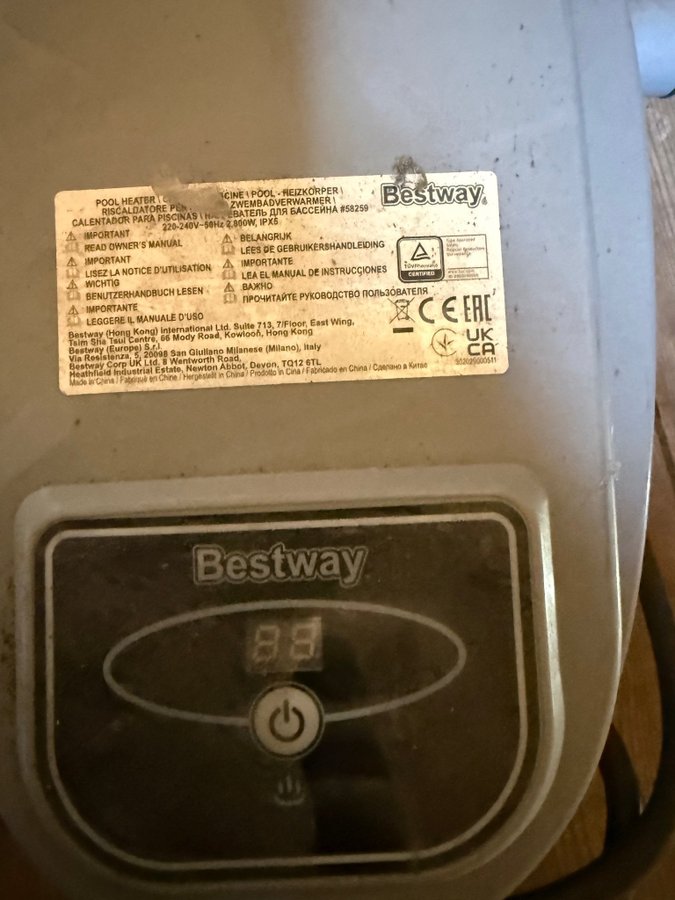 Bestway
POOL HEATER | CINE | POOL - HEIZKÖRPER |
RISCALDATORE PER ZWEMBADVERWARMER |
CALENTADOR PARA PISCINAS | ДЛЯ БАССЕЙНА #58259
220-240V~50Hz 2,800W, IPX5
IMPORTANT
READ OWNER'S MANUAL
IMPORTANT
LISEZ LA NOTICE D'UTILISATION
WICHTIG
BENUTZERHANDBUCH LESEN
IMPORTANTE
LEGGERE IL MANUALE D'USO
BELANGRIJK
LEES DE GEBRUIKERSHANDLEIDING
IMPORTANTE
LEA EL MANUAL DE INSTRUCCIONES
ВАЖНО
ПРОЧИТАЙТЕ РУКОВОДСТВО ПОЛЬЗОВАТЕЛЯ
TÜVRheinland
CERTIFIED
Type Approved
CE EAC
UK
CA
Bestway (Hong Kong) International Ltd. Suite 713, 7/Floor, East Wing,
Tsim Sha Tsui Centre, 66 Mody Road, Kowloon, Hong Kong
Bestway (Europe) S.r.l.
Via Resistenza, 5, 20098 San Giuliano Milanese (Milano), Italy
Bestway Corp UK Ltd. 8 Wentworth Road,
Heathfield Industrial Estate, Newton Abbot, Devon, TQ12 6TL
Made in China / Fabriqué en Chine / Hergestellt in China / Prodotto in Cina / Fabricado en China / Сделано в Китае
Bestway
88